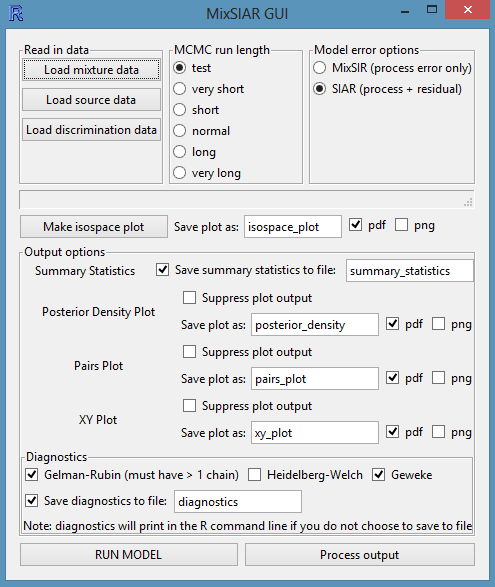 R
MixSIAR GUI
Read in data
Load mixture data
Load source data
Load discrimination data
MCMC run length
test
very short
short
normal
long
very long
Model error options
MixSIR (process error only)
SIAR (process + residual)
Make isospace plot
Save plot as: isospace_plot pdf png
Output options
Summary Statistics Save summary statistics to file: summary_statistics
Suppress plot output
Posterior Density Plot
Save plot as: posterior_density pdf png
Suppress plot output
Pairs Plot
Save plot as: pairs_plot pdf png
Suppress plot output
XY Plot
Save plot as: xy_plot pdf png
Diagnostics
Gelman-Rubin (must have > 1 chain) Heidelberg-Welch Geweke
Save diagnostics to file: diagnostics
Note: diagnostics will print in the R command line if you do not choose to save to file
RUN MODEL Process output